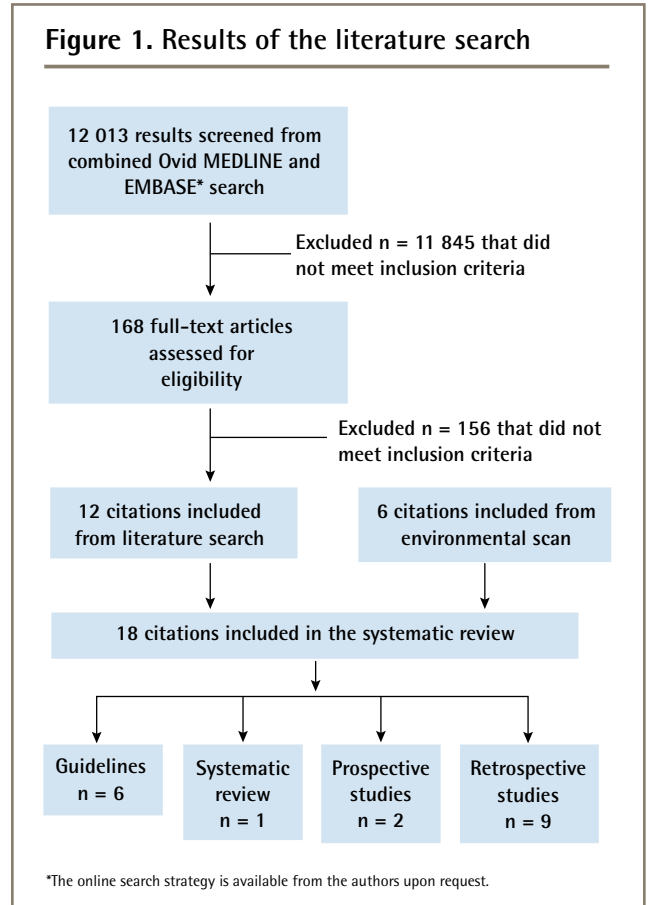 Figure 1. Results of the literature search
12 013 results screened from
combined Ovid MEDLINE and
EMBASE* search
Excluded n = 11 845 that did
not meet inclusion criteria
168 full-text articles
assessed for
eligibility
Excluded n = 156 that did not
meet inclusion criteria
12 citations included
from literature search
6 citations included from
environmental scan
18 citations included in the systematic review
Guidelines
n = 6
Systematic
review
n = 1
Prospective
studies
n = 2
Retrospective
studies
n = 9
*The online search strategy is available from the authors upon request.